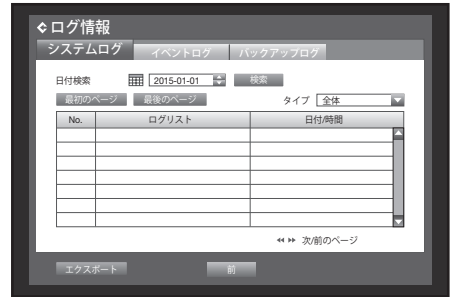 ログ情報
システムログ イベントログ バックアップログ
日付検索 2015-01-01 検索
最初のページ 最後のページ タイプ 全体
No. ログリスト 日付/時間
次/前のページ
エクスポート 前